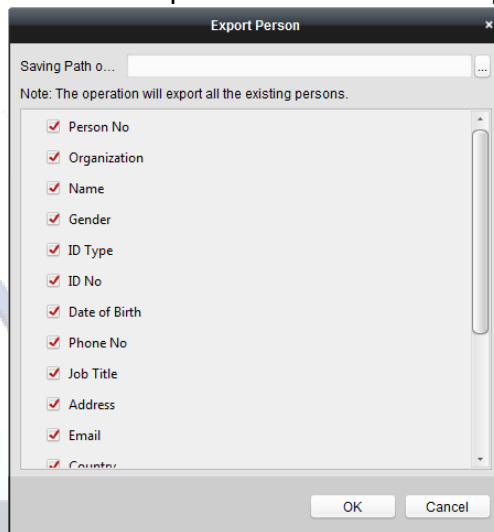 Export Person
×
Saving Path o...
...
Note: The operation will export all the existing persons.
Person No
Organization
Name
Gender
ID Type
ID No
Date of Birth
Phone No
Job Title
Address
Email
Country
OK Cancel